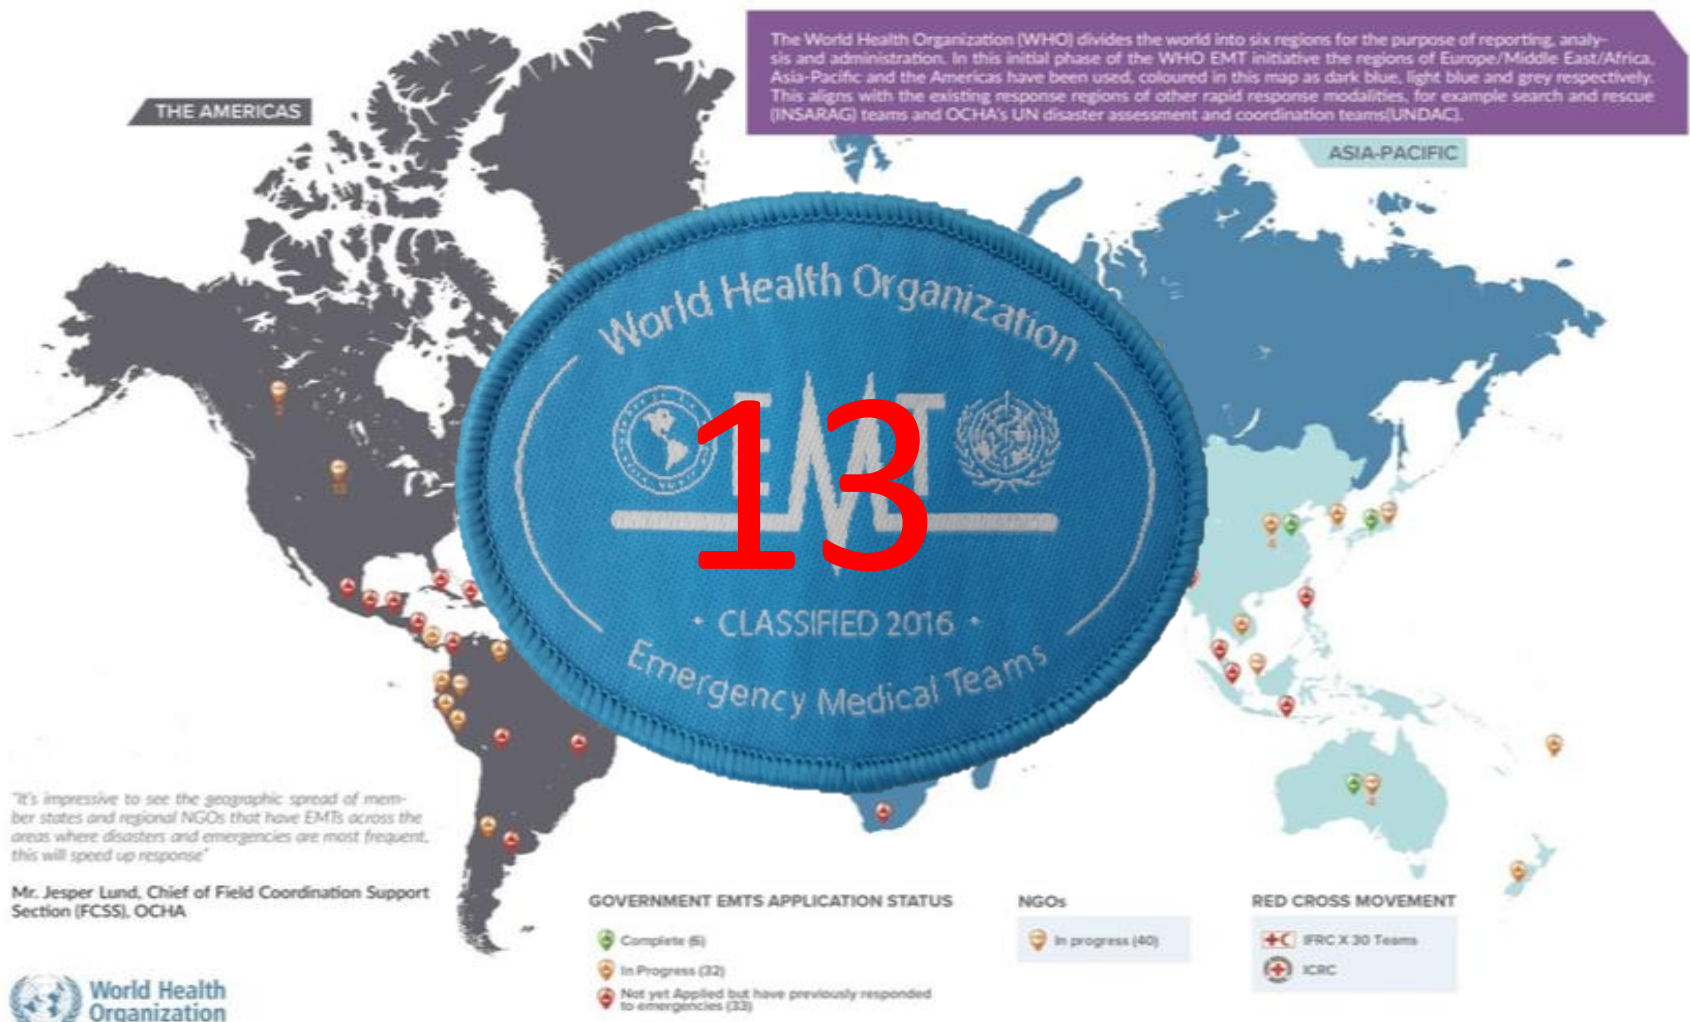 The World Health Organization (WHO) divides the world into six regions for the purpose of reporting, analy-
sis and administration. In this initial phase of the WHO EMT initiative the regions of Europe/Middle East/Africa,
Asia-Pacific and the Americas have been used, coloured in this map as dark blue, light blue and grey respectively.
This aligns with the existing response regions of other rapid response modalities, for example search and rescue
(INSARAG) teams and OCHA's UN disaster assessment and coordination teams(UNDAC).
THE AMERICAS
ASIA-PACIFIC
World Health Organization
EMT
13
• CLASSIFIED 2016 •
Emergency Medical Teams
"It's impressive to see the geographic spread of mem-
ber states and regional NGOs that have EMTs across the
areas where disasters and emergencies are most frequent,
this will speed up response"
Mr. Jesper Lund, Chief of Field Coordination Support
Section (FCSS), OCHA
GOVERNMENT EMTS APPLICATION STATUS
Complete (6)
In Progress (32)
Not yet Applied but have previously responded
to emergencies (33)
NGOs
In progress (40)
RED CROSS MOVEMENT
IFRC X 30 Teams
ICRC
World Health
Organization